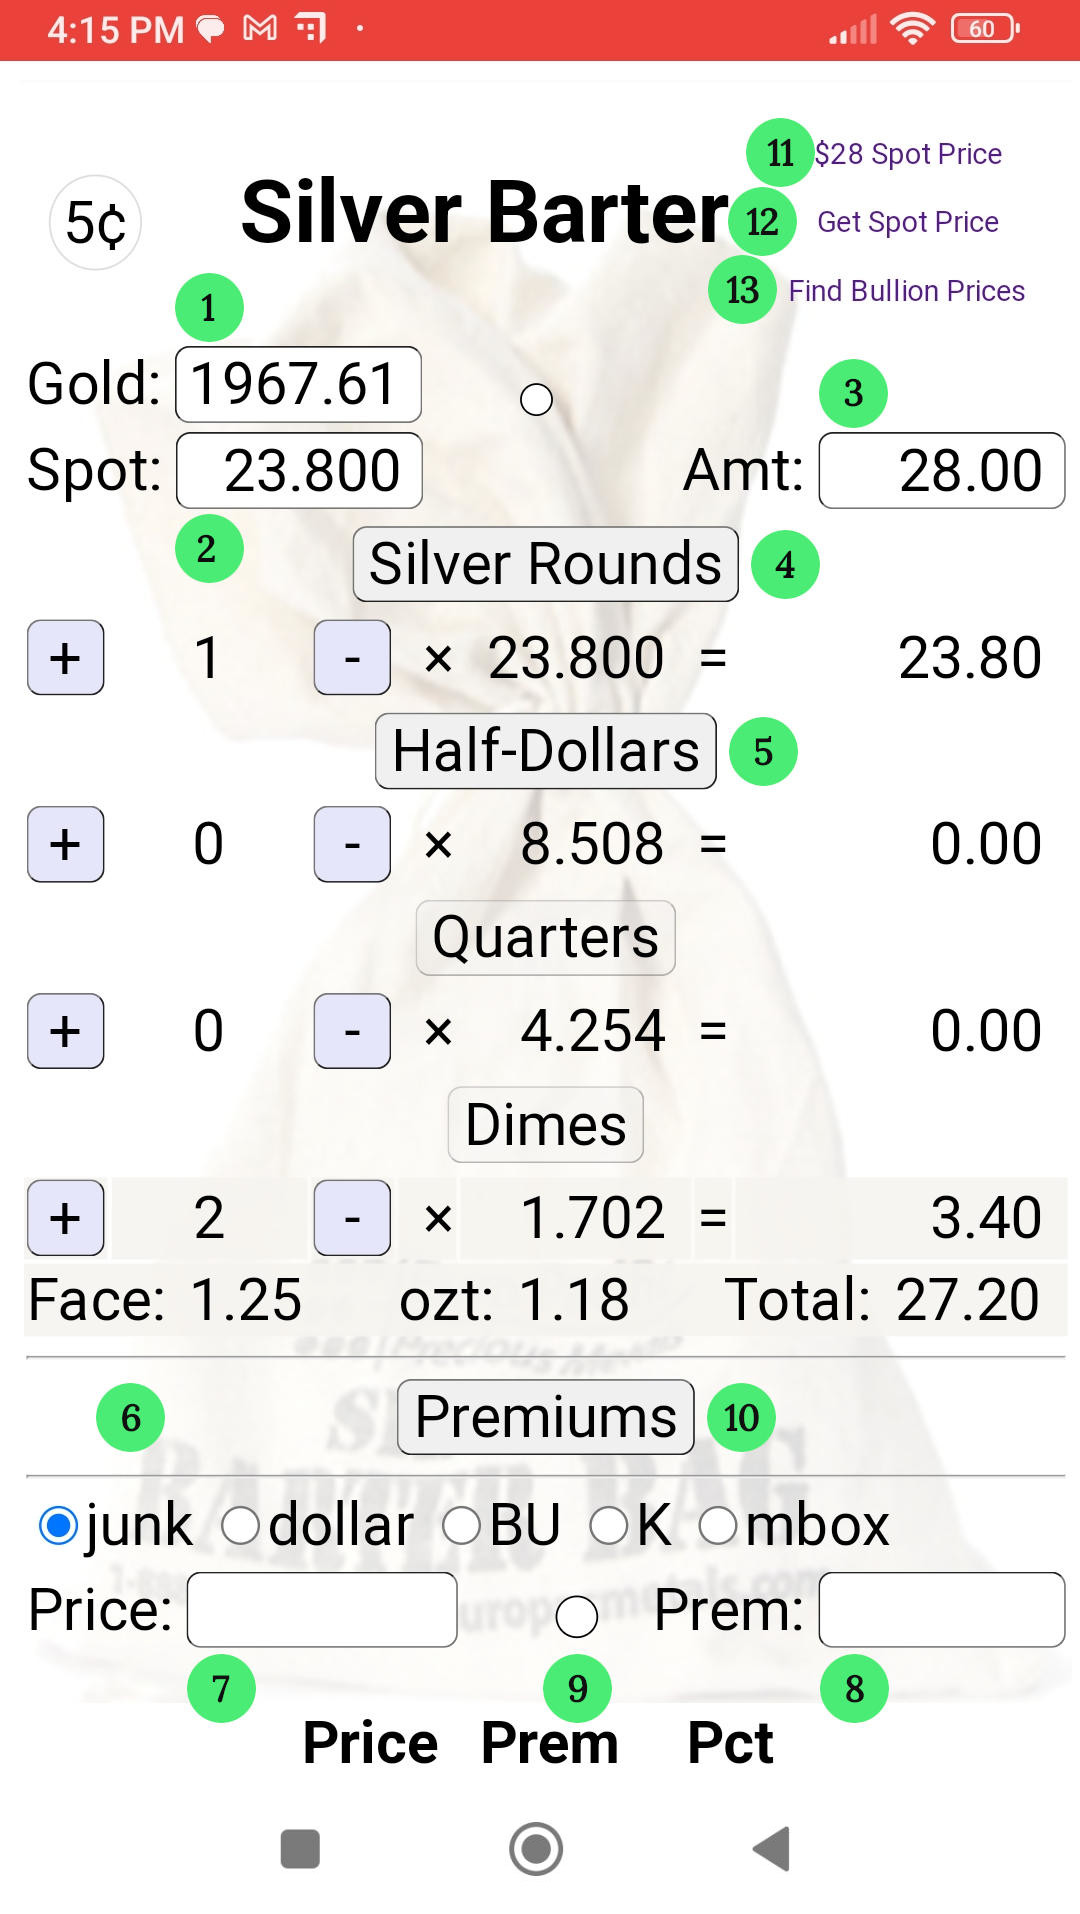 4:15 PM 60
11 $28 Spot Price
5¢ Silver Barter 12 Get Spot Price
13 Find Bullion Prices
1
Gold: 1967.61 3
Spot: 23.800 Amt: 28.00
2 Silver Rounds 4
+ 1 - × 23.800 = 23.80
Half-Dollars 5
+ 0 - × 8.508 = 0.00
Quarters
+ 0 - × 4.254 = 0.00
Dimes
+ 2 - × 1.702 = 3.40
Face: 1.25 ozt: 1.18 Total: 27.20
Precious Metals
6 Premiums 10
BARTER BAG
junk dollar BU K mbox
Price: Prem:
7 9 8
Price Prem Pct